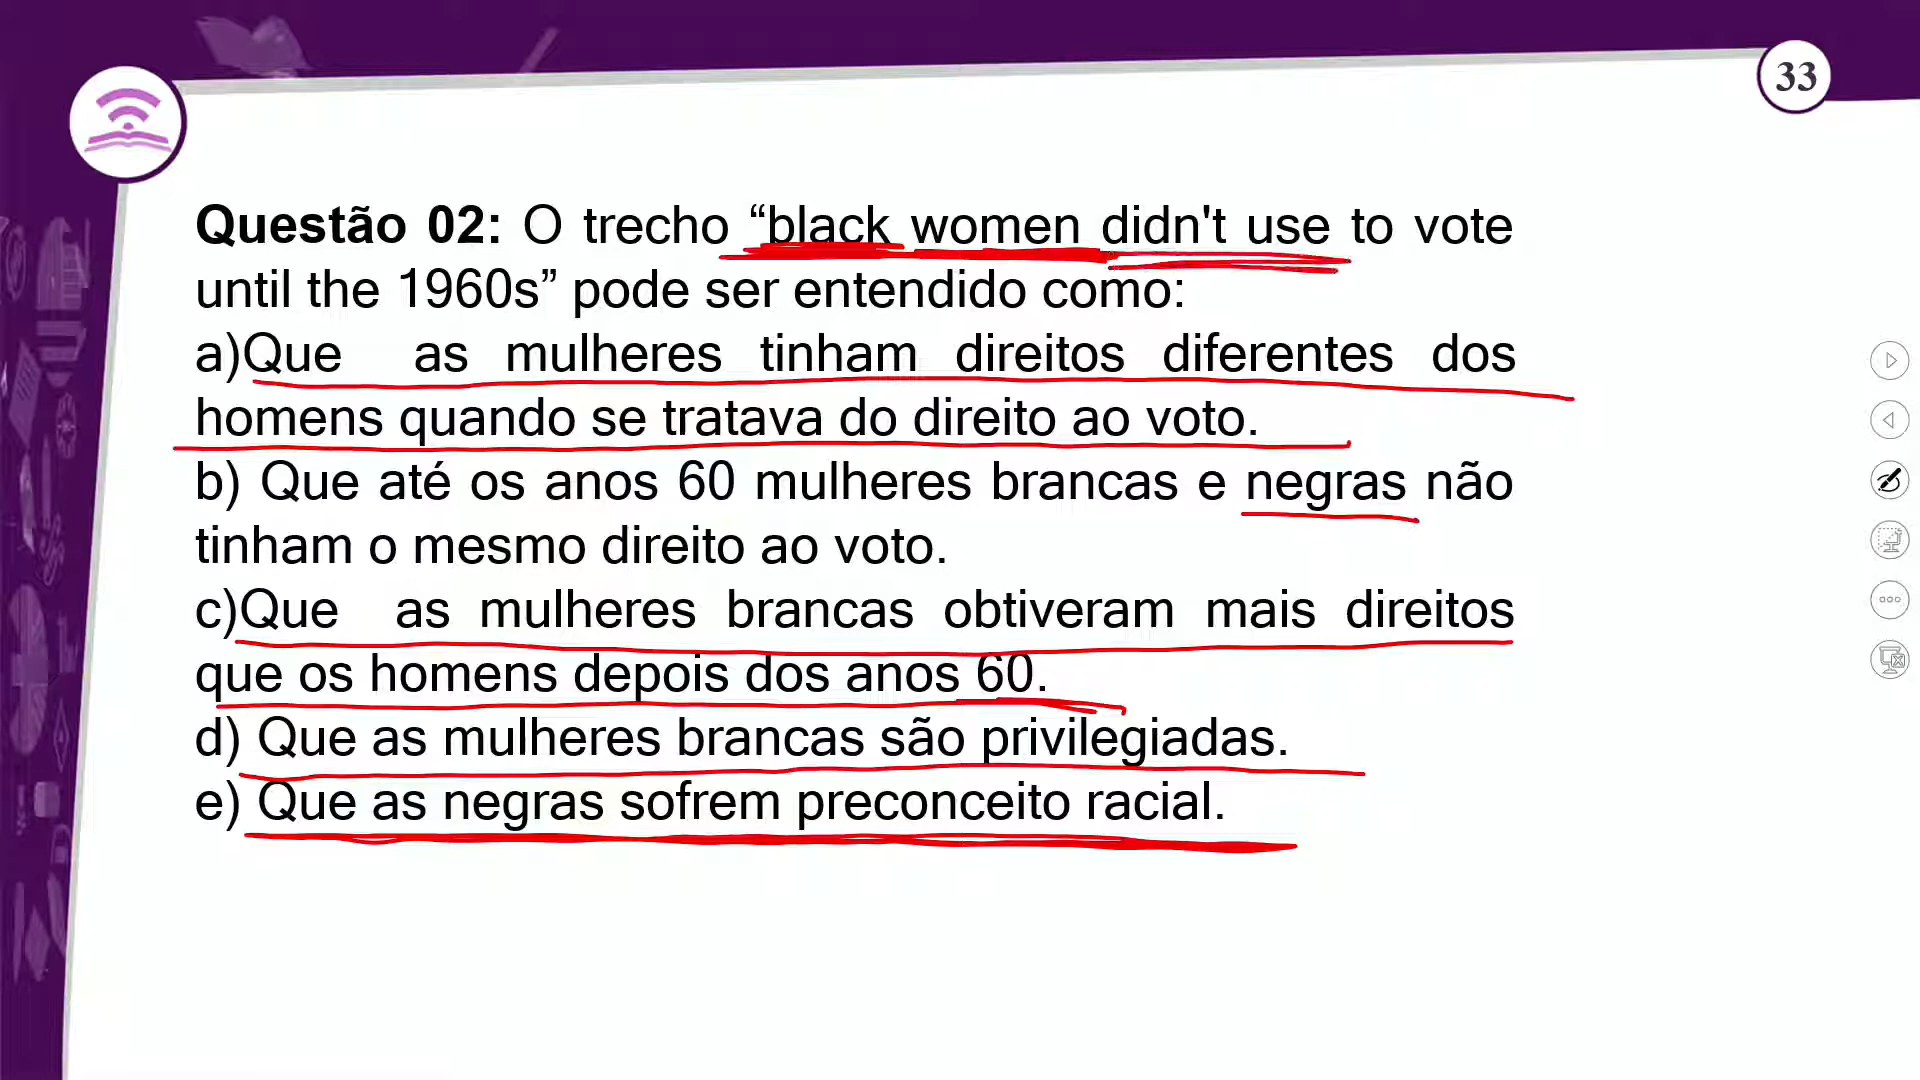 33
Questão 02: O trecho “black women didn't use to vote
until the 1960s” pode ser entendido como:
a)Que as mulheres tinham direitos diferentes dos
homens quando se tratava do direito ao voto.
b) Que até os anos 60 mulheres brancas e negras não
tinham o mesmo direito ao voto.
c)Que as mulheres brancas obtiveram mais direitos
que os homens depois dos anos 60.
d) Que as mulheres brancas são privilegiadas.
e) Que as negras sofrem preconceito racial.